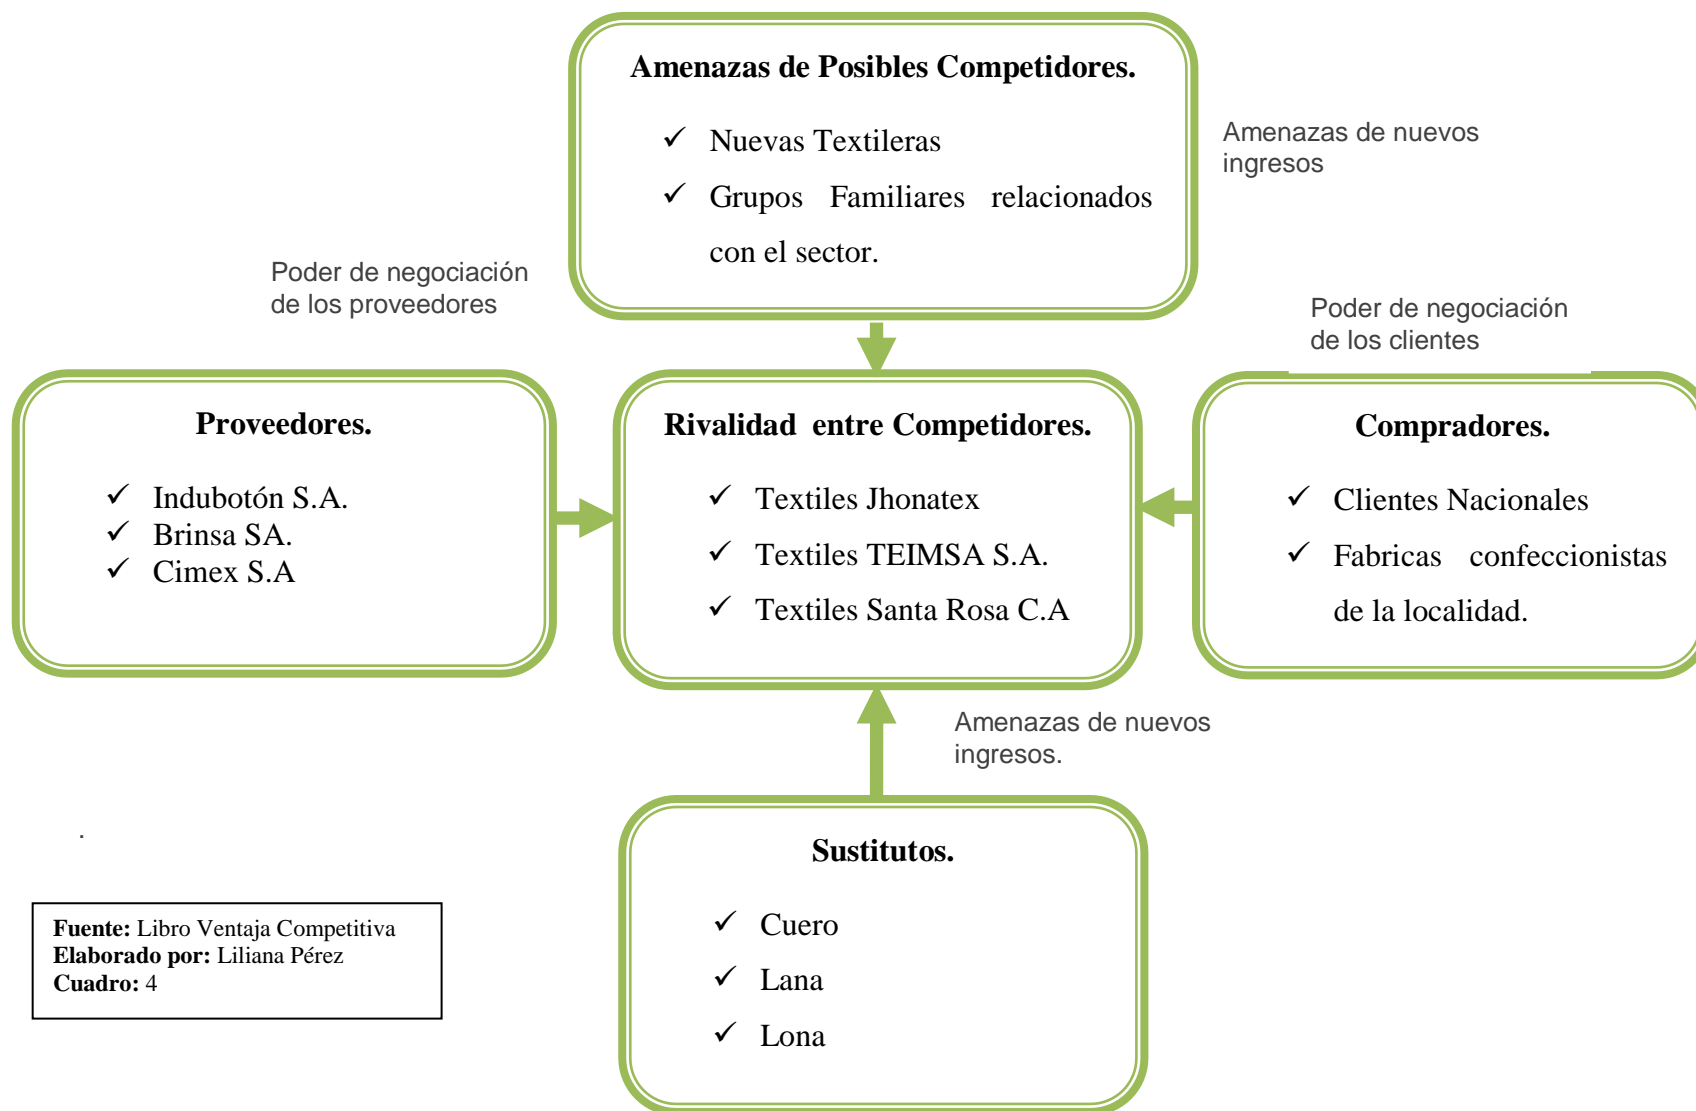 Amenazas de Posibles Competidores.
✓ Nuevas Textileras
✓ Grupos Familiares relacionados
con el sector.
Amenazas de nuevos
ingresos
Poder de negociación
de los proveedores
Poder de negociación
de los clientes
Proveedores.
✓ Indubotón S.A.
✓ Brinsa SA.
✓ Cimex S.A
Rivalidad entre Competidores.
✓ Textiles Jhonatex
✓ Textiles TEIMSA S.A.
✓ Textiles Santa Rosa C.A
Compradores.
✓ Clientes Nacionales
✓ Fabricas confeccionistas
de la localidad.
Amenazas de nuevos
ingresos.
.
Sustitutos.
✓ Cuero
✓ Lana
✓ Lona
Fuente: Libro Ventaja Competitiva
Elaborado por: Liliana Pérez
Cuadro: 4